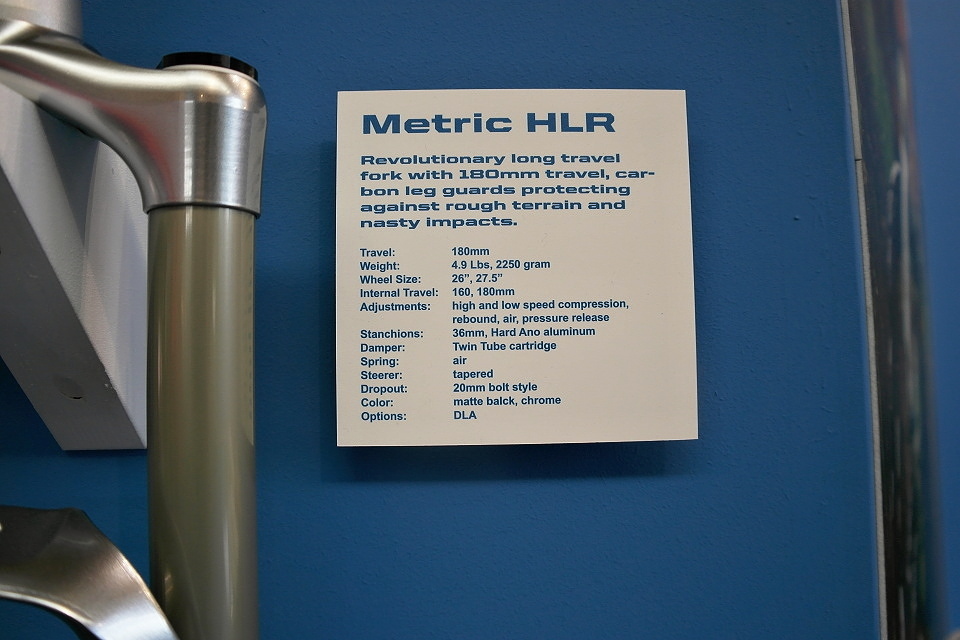 Metric HLR
Revolutionary long travel
fork with 180mm travel, car-
bon leg guards protecting
against rough terrain and
nasty impacts.
Travel: 180mm
Weight: 4.9 Lbs, 2250 gram
Wheel Size: 26”, 27.5”
Internal Travel: 160, 180mm
Adjustments: high and low speed compression,
rebound, air, pressure release
Stanchions: 36mm, Hard Ano aluminum
Damper: Twin Tube cartridge
Spring: air
Steerer: tapered
Dropout: 20mm bolt style
Color: matte balck, chrome
Options: DLA